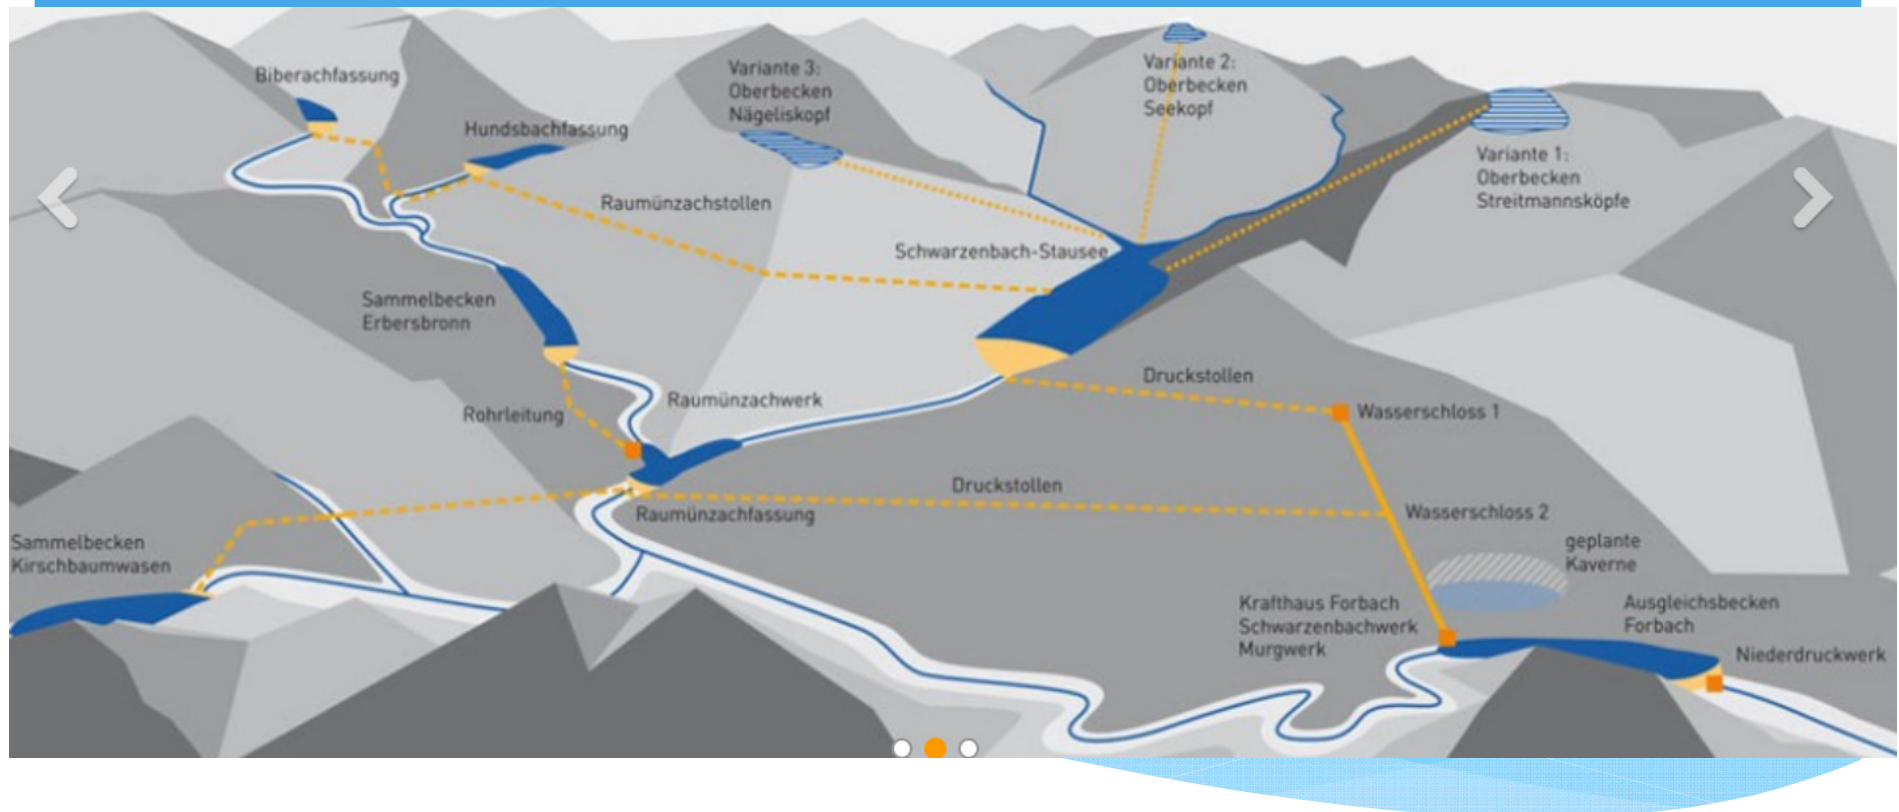 Biberachfassung
Hundsbachfassung
Variante 3:
Oberbecken
Nägeliskopf
Variante 2:
Oberbecken
Seekopf
Variante 1:
Oberbecken
Streitmannsköpfe
Raumünzachstollen
Schwarzenbach-Stausee
Sammelbecken
Erbersbronn
Rohrleitung
Raumünzachwerk
Druckstollen
Wasserschloss 1
Druckstollen
Wasserschloss 2
Raumünzachfassung
Sammelbecken
Kirschbaumwasen
geplante
Kaverne
Krafthaus Forbach
Schwarzenbachwerk
Murgwerk
Ausgleichsbecken
Forbach
Niederdruckwerk